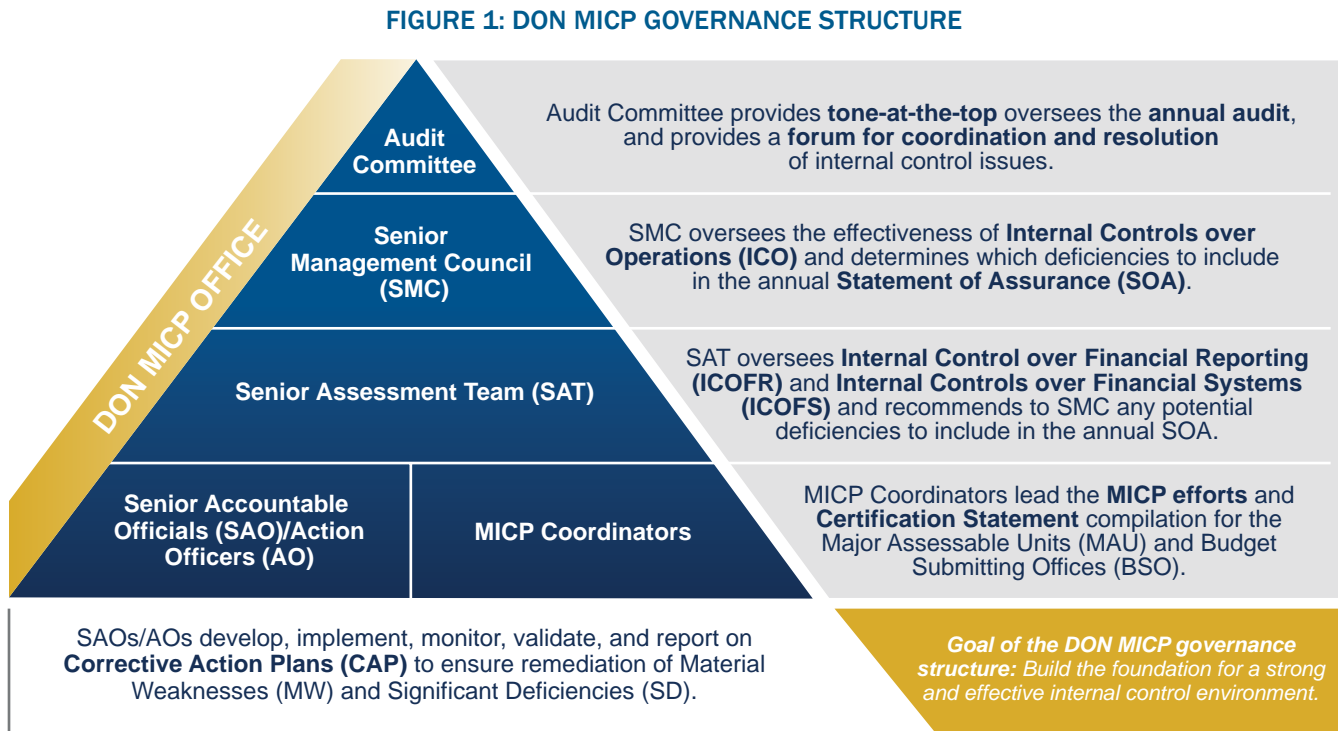 FIGURE 1: DON MICP GOVERNANCE STRUCTURE
DON MICP OFFICE
Audit
Committee
Audit Committee provides tone-at-the-top oversees the annual audit,
and provides a forum for coordination and resolution
of internal control issues.
Senior
Management Council
(SMC)
SMC oversees the effectiveness of Internal Controls over
Operations (ICO) and determines which deficiencies to include
in the annual Statement of Assurance (SOA).
Senior Assessment Team (SAT)
SAT oversees Internal Control over Financial Reporting
(ICOFR) and Internal Controls over Financial Systems
(ICOFS) and recommends to SMC any potential
deficiencies to include in the annual SOA.
Senior Accountable
Officials (SAO)/Action
Officers (AO)
MICP Coordinators
MICP Coordinators lead the MICP efforts and
Certification Statement compilation for the
Major Assessable Units (MAU) and Budget
Submitting Offices (BSO).
SAOs/AOs develop, implement, monitor, validate, and report on
Corrective Action Plans (CAP) to ensure remediation of Material
Weaknesses (MW) and Significant Deficiencies (SD).
Goal of the DON MICP governance
structure: Build the foundation for a strong
and effective internal control environment.